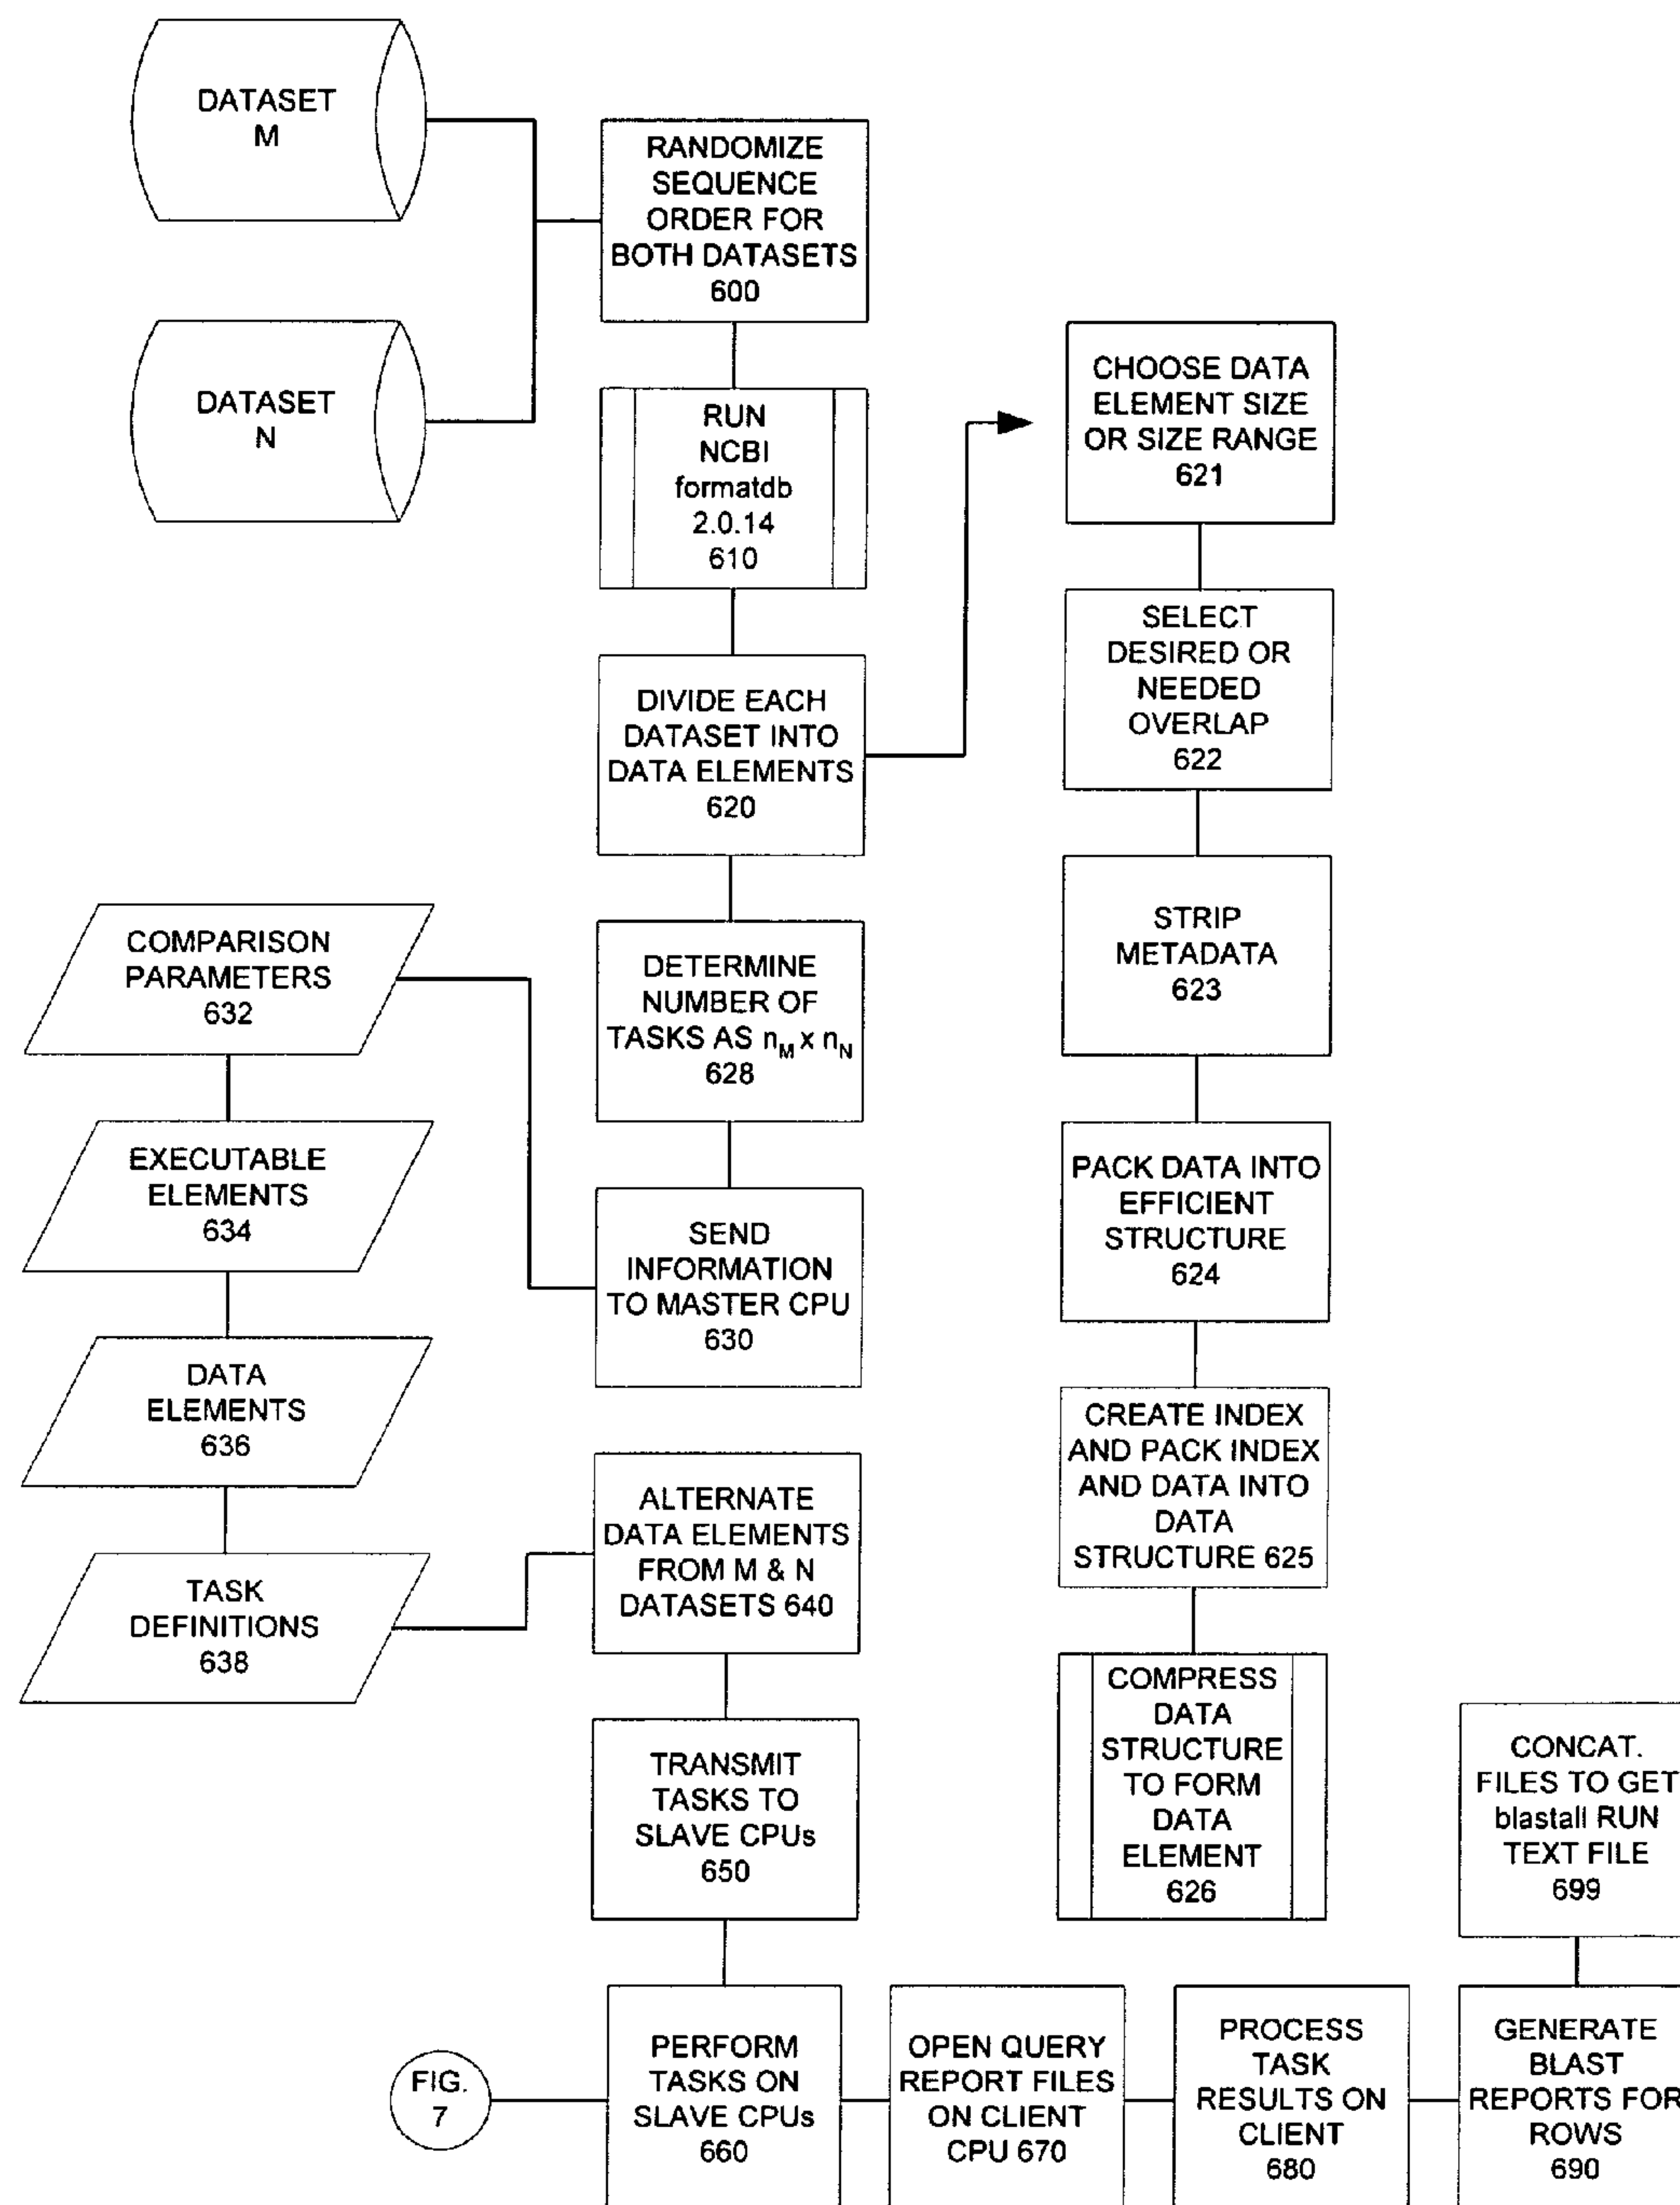 DATASET
M
DATASET
N
RANDOMIZE
SEQUENCE
ORDER FOR
BOTH DATASETS
600
RUN
NCBI
formatdb
2.0.14
610
DIVIDE EACH
DATASET INTO
DATA ELEMENTS
620
CHOOSE DATA
ELEMENT SIZE
OR SIZE RANGE
621
SELECT
DESIRED OR
NEEDED
OVERLAP
622
STRIP
METADATA
623
PACK DATA INTO
EFFICIENT
STRUCTURE
624
CREATE INDEX
AND PACK INDEX
AND DATA INTO
DATA
STRUCTURE 625
COMPRESS
DATA
STRUCTURE
TO FORM
DATA
ELEMENT
626
DETERMINE
NUMBER OF
TASKS AS nM x nN
628
SEND
INFORMATION
TO MASTER CPU
630
COMPARISON
PARAMETERS
632
EXECUTABLE
ELEMENTS
634
DATA
ELEMENTS
636
TASK
DEFINITIONS
638
ALTERNATE
DATA ELEMENTS
FROM M & N
DATASETS 640
TRANSMIT
TASKS TO
SLAVE CPUs
650
FIG.
7
PERFORM
TASKS ON
SLAVE CPUs
660
OPEN QUERY
REPORT FILES
ON CLIENT
CPU 670
PROCESS
TASK
RESULTS ON
CLIENT
680
GENERATE
BLAST
REPORTS FOR
ROWS
690
CONCAT.
FILES TO GET
blastall RUN
TEXT FILE
699